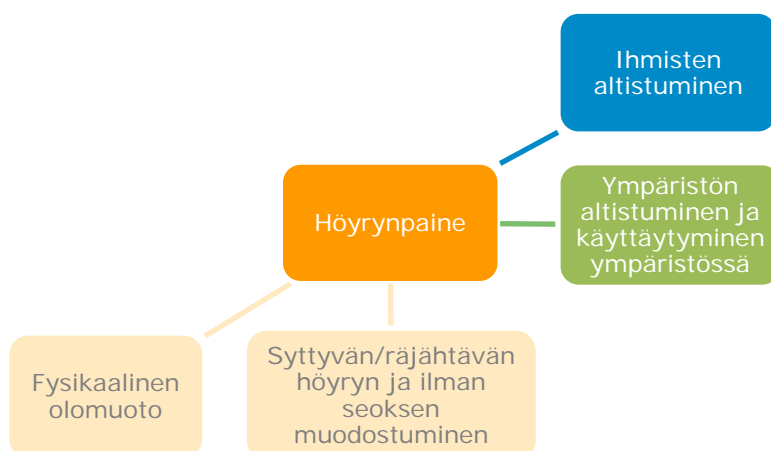 Ihmisten
altistuminen
Höyrynpaine
Ympäristön
altistuminen ja
käyttäytyminen
ympäristössä
Fysikaalinen
olomuoto
Syttyvän/räjähtävän
höyryn ja ilman
seoksen
muodostuminen